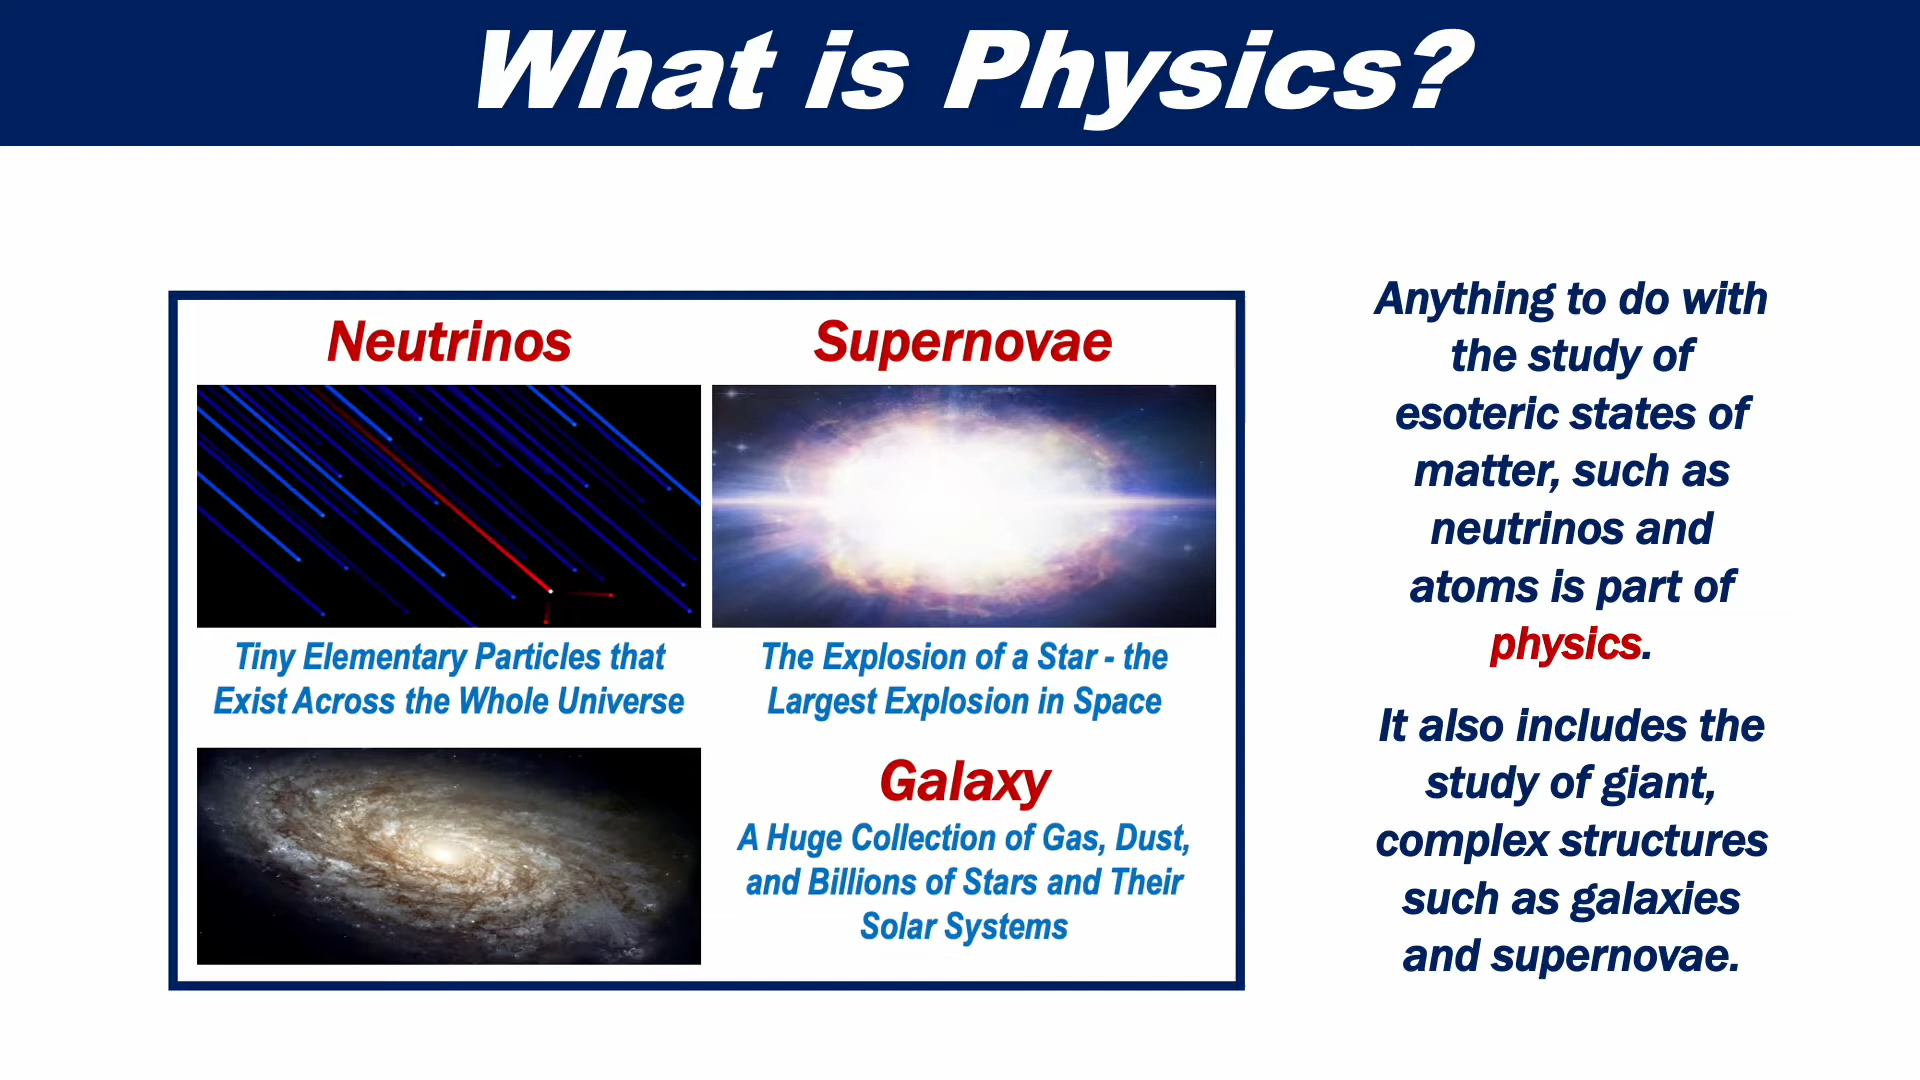 What is Physics?
Neutrinos
Supernovae
Tiny Elementary Particles that
Exist Across the Whole Universe
The Explosion of a Star - the
Largest Explosion in Space
Galaxy
A Huge Collection of Gas, Dust,
and Billions of Stars and Their
Solar Systems
Anything to do with
the study of
esoteric states of
matter, such as
neutrinos and
atoms is part of
physics.
It also includes the
study of giant,
complex structures
such as galaxies
and supernovae.